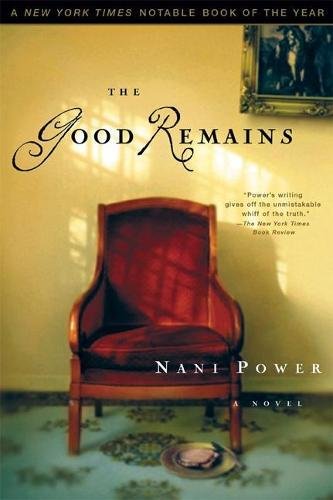 A NEW YORK TIMES NOTABLE BOOK OF THE YEAR
THE
GOOD REMAINS
"Power's writing
gives off the unmistakable
whiff of the truth."
—The New York Times
Book Review
NANI POWER
A NOVEL